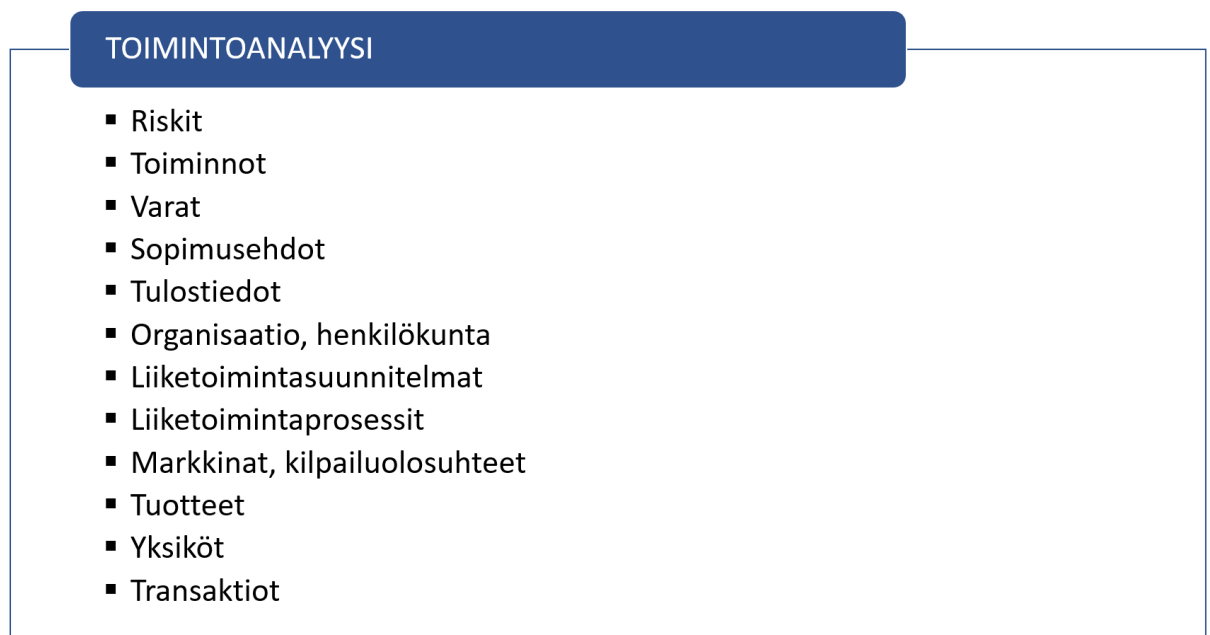 TOIMINTOANALYYSI
▪ Riskit
▪ Toiminnot
▪ Varat
▪ Sopimusehdot
▪ Tulostiedot
▪ Organisaatio, henkilökunta
▪ Liiketoimintasuunnitelmat
▪ Liiketoimintaprosessit
▪ Markkinat, kilpailuolosuhteet
▪ Tuotteet
▪ Yksiköt
▪ Transaktiot